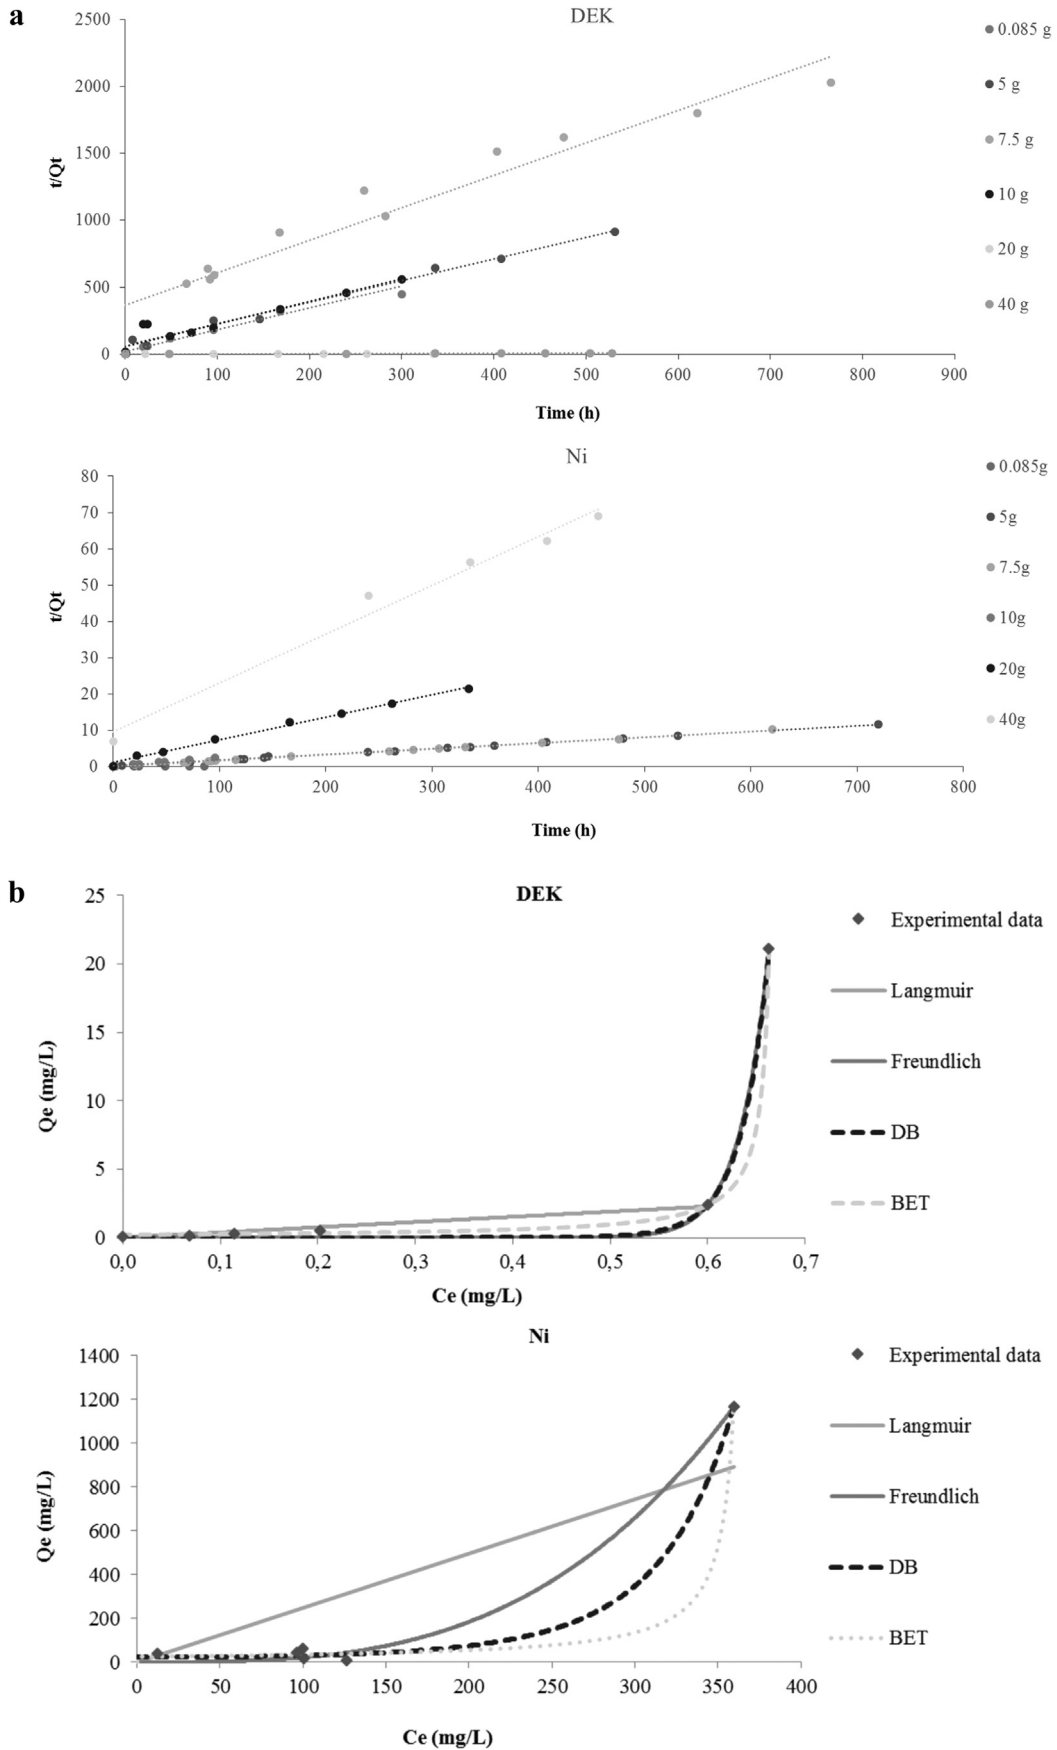 a
DEK
2500
2000
1500
1000
500
0
t/Qt
0 100 200 300 400 500 600 700 800 900
Time (h)
0.085 g
5 g
7.5 g
10 g
20 g
40 g
Ni
80
70
60
50
40
30
20
10
0
t/Qt
0 100 200 300 400 500 600 700 800
Time (h)
0.085g
5g
7.5g
10g
20g
40g
b
DEK
25
20
15
10
5
0
Qe (mg/L)
0,0 0,1 0,2 0,3 0,4 0,5 0,6 0,7
Ce (mg/L)
Experimental data
Langmuir
Freundlich
DB
BET
Ni
1400
1200
1000
800
600
400
200
0
Qe (mg/L)
0 50 100 150 200 250 300 350 400
Ce (mg/L)
Experimental data
Langmuir
Freundlich
DB
BET